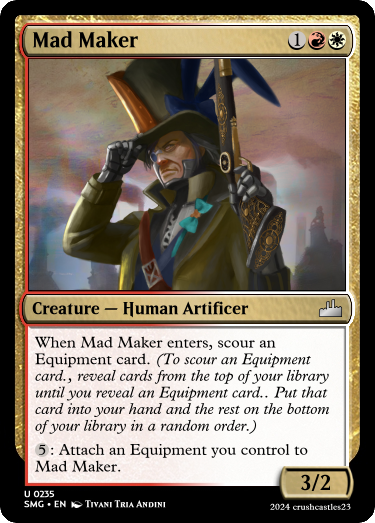 Mad Maker 1
Creature — Human Artificer
When Mad Maker enters, scour an
Equipment card. (To scour an Equipment
card., reveal cards from the top of your library
until you reveal an Equipment card.. Put that
card into your hand and the rest on the bottom
of your library in a random order.)
5: Attach an Equipment you control to
Mad Maker.
3/2
U 0235
SMG • EN Tivani Tria Andini
2024 crushcastles23